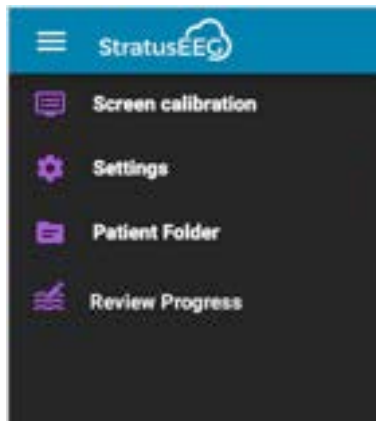 StratusEEG
Screen calibration
Settings
Patient Folder
Review Progress